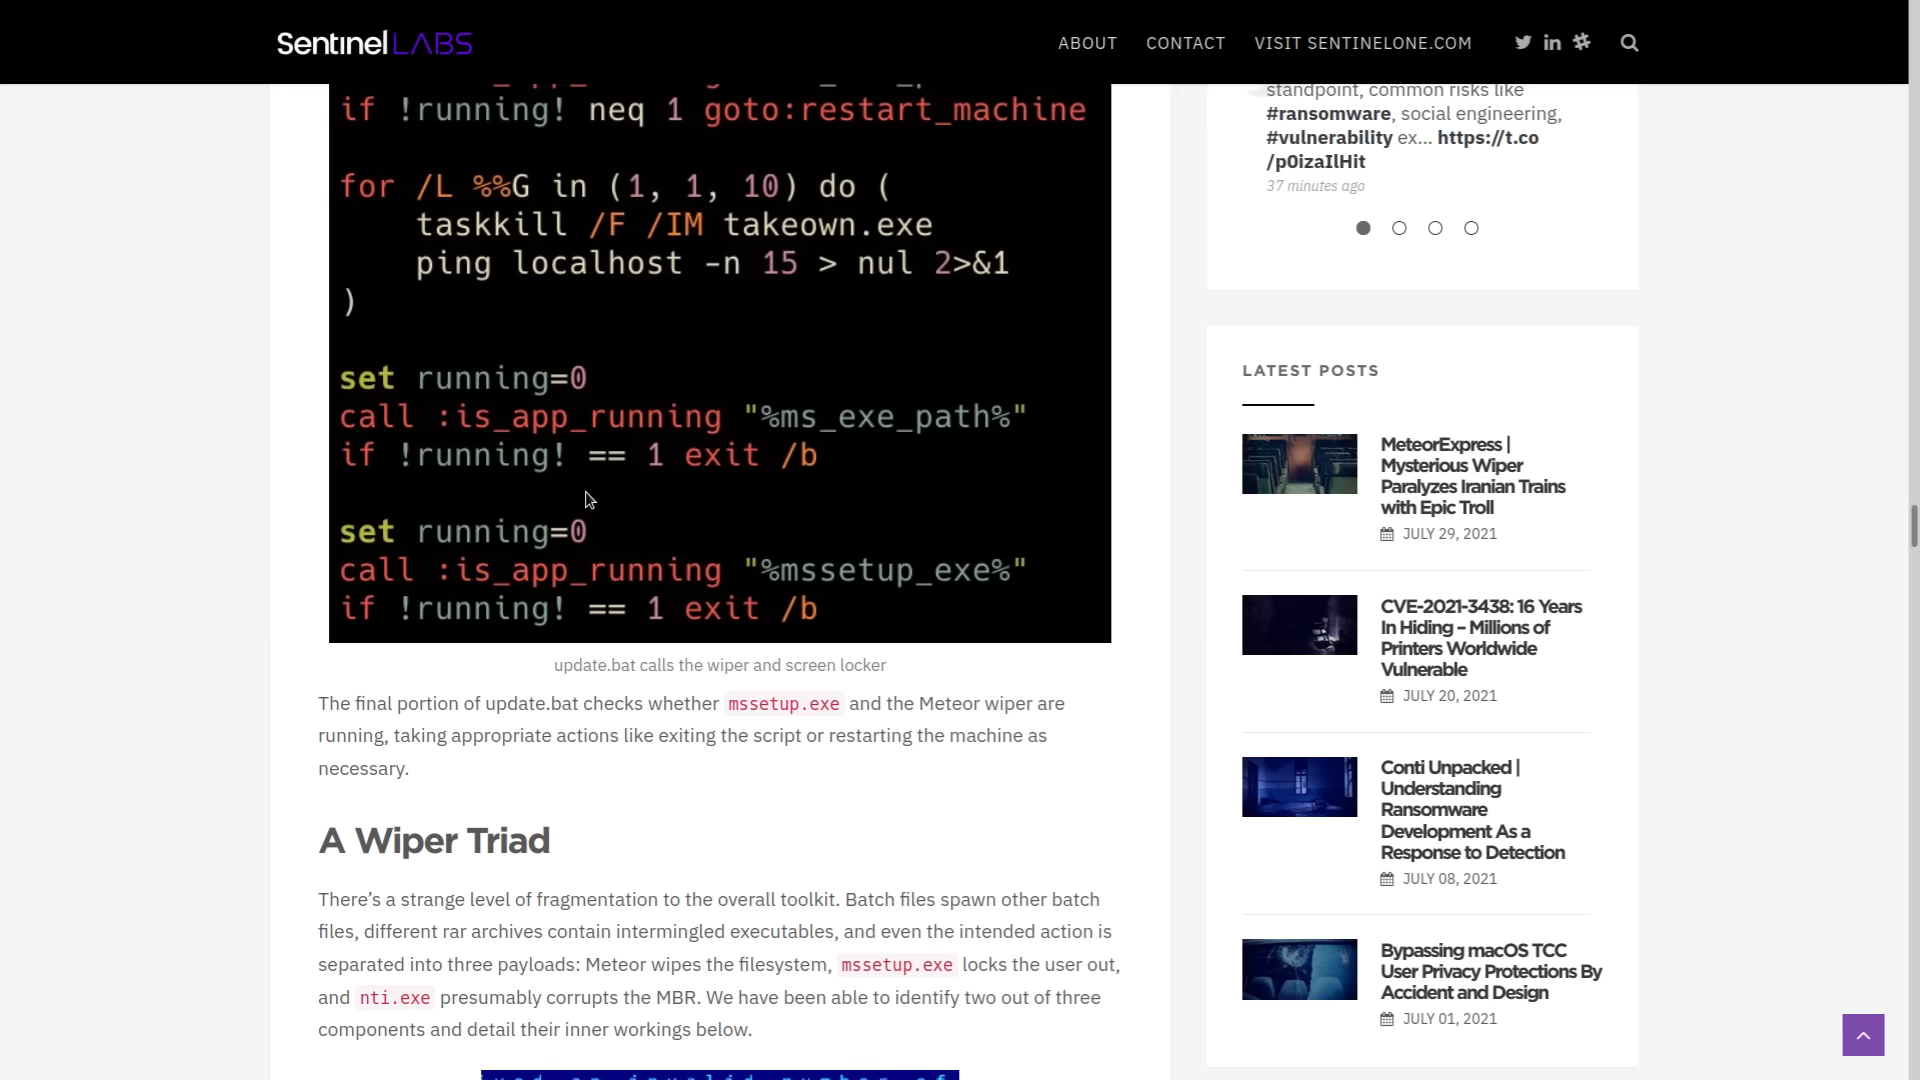 SentinelLABS
ABOUT CONTACT VISIT SENTINELONE.COM
if !running! neq 1 goto:restart_machine
for /L %%G in (1, 1, 10) do (
taskkill /F /IM takeown.exe
ping localhost -n 15 > nul 2>&1
)
set running=0
call :is_app_running "%ms_exe_path%"
if !running! == 1 exit /b
set running=0
call :is_app_running "%mssetup_exe%"
if !running! == 1 exit /b
update.bat calls the wiper and screen locker
The final portion of update.bat checks whether mssetup.exe and the Meteor wiper are
running, taking appropriate actions like exiting the script or restarting the machine as
necessary.
A Wiper Triad
There’s a strange level of fragmentation to the overall toolkit. Batch files spawn other batch
files, different rar archives contain intermingled executables, and even the intended action is
separated into three payloads: Meteor wipes the filesystem, mssetup.exe locks the user out,
and nti.exe presumably corrupts the MBR. We have been able to identify two out of three
components and detail their inner workings below.
standpoint, common risks like
#ransomware, social engineering,
#vulnerability ex... https://t.co
/p0izaIlHit
37 minutes ago
LATEST POSTS
MeteorExpress |
Mysterious Wiper
Paralyzes Iranian Trains
with Epic Troll
JULY 29, 2021
CVE-2021-3438: 16 Years
In Hiding – Millions of
Printers Worldwide
Vulnerable
JULY 20, 2021
Conti Unpacked |
Understanding
Ransomware
Development As a
Response to Detection
JULY 08, 2021
Bypassing macOS TCC
User Privacy Protections By
Accident and Design
JULY 01, 2021